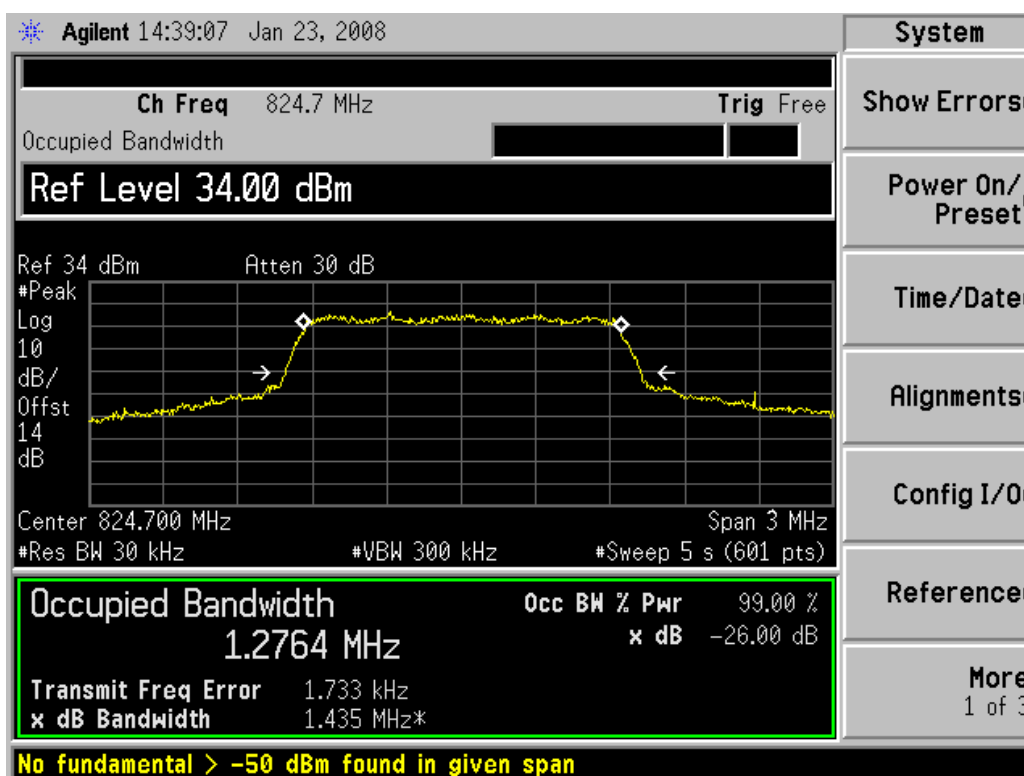 Agilent 14:39:07 Jan 23, 2008
System
Ch Freq 824.7 MHz
Trig Free
Occupied Bandwidth
Ref Level 34.00 dBm
Ref 34 dBm
Atten 30 dB
#Peak
Log
10
dB/
Offst
14
dB
Center 824.700 MHz
Span 3 MHz
#Res BW 30 kHz
#VBW 300 kHz
#Sweep 5 s (601 pts)
Occupied Bandwidth
1.2764 MHz
Occ BW % Pwr 99.00 %
x dB -26.00 dB
Transmit Freq Error 1.733 kHz
x dB Bandwidth 1.435 MHz*
No fundamental > -50 dBm found in given span
Show Errors
Power On/
Preset
Time/Date
Alignments
Config I/O
Reference
More
1 of 3